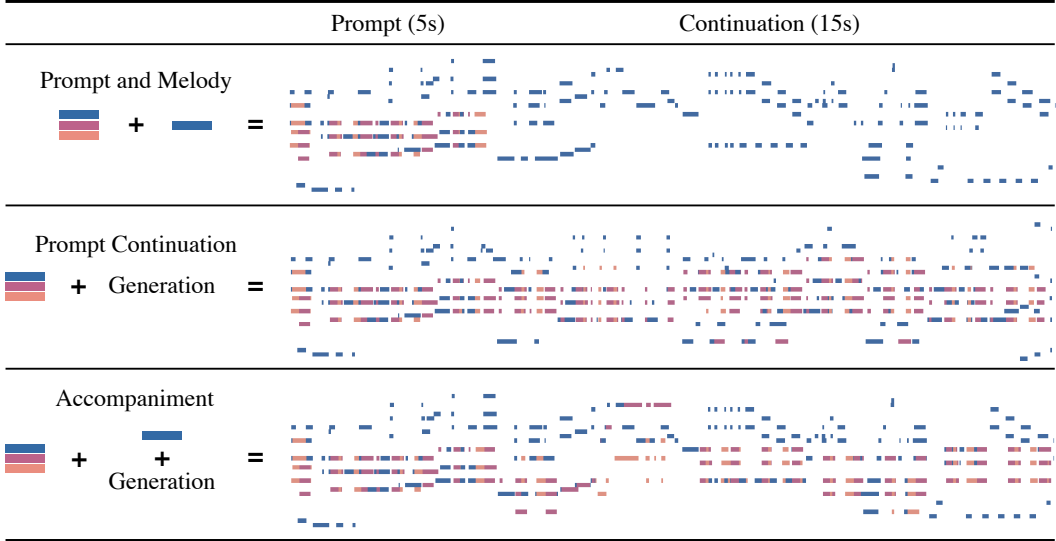 Prompt (5s) Continuation (15s)
Prompt and Melody
+ =
Prompt Continuation
+ Generation =
Accompaniment
+ + =
Generation